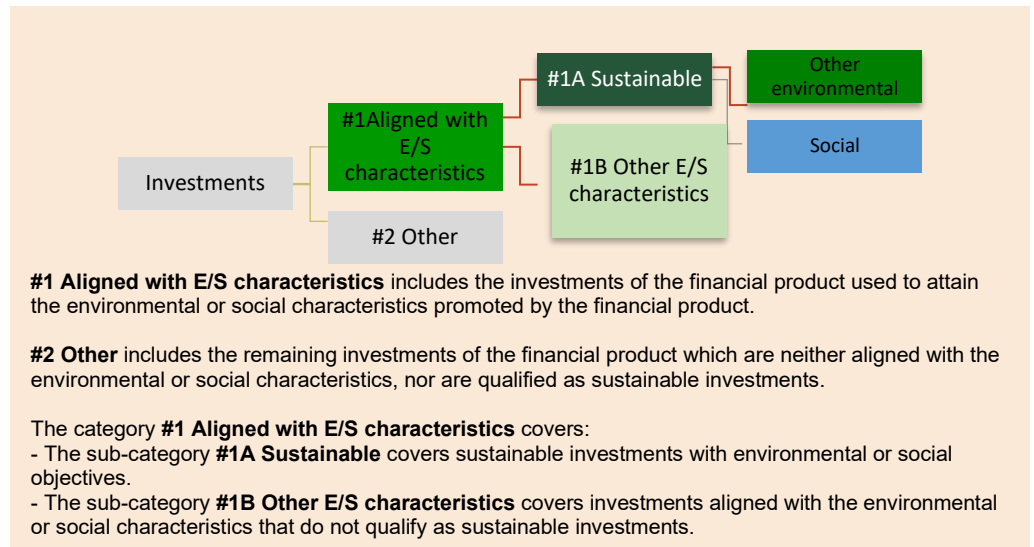 #1A Sustainable
Other
environmental
#1Aligned with
E/S
characteristics
Social
#1B Other E/S
characteristics
Investments
#2 Other
#1 Aligned with E/S characteristics includes the investments of the financial product used to attain
the environmental or social characteristics promoted by the financial product.
#2 Other includes the remaining investments of the financial product which are neither aligned with the
environmental or social characteristics, nor are qualified as sustainable investments.
The category #1 Aligned with E/S characteristics covers:
- The sub-category #1A Sustainable covers sustainable investments with environmental or social
objectives.
- The sub-category #1B Other E/S characteristics covers investments aligned with the environmental
or social characteristics that do not qualify as sustainable investments.